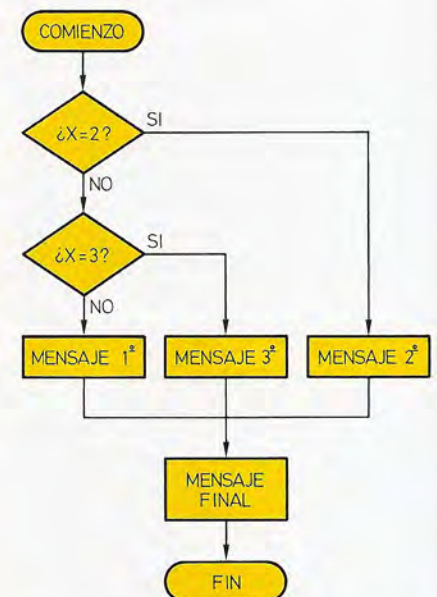 COMIENZO
¿X=2?
SI
NO
¿X=3?
SI
NO
MENSAJE 1º
MENSAJE 3º
MENSAJE 2º
MENSAJE
FINAL
FIN